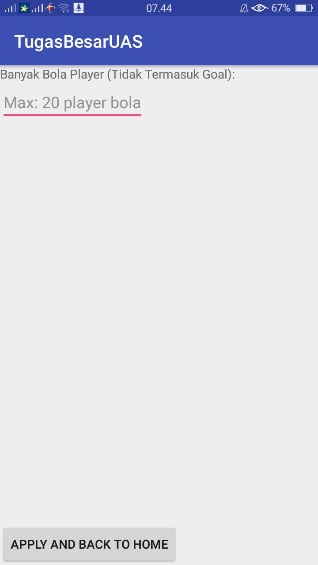 07.44
67%
TugasBesarUAS
Banyak Bola Player (Tidak Termasuk Goal):
Max: 20 player bola
APPLY AND BACK TO HOME